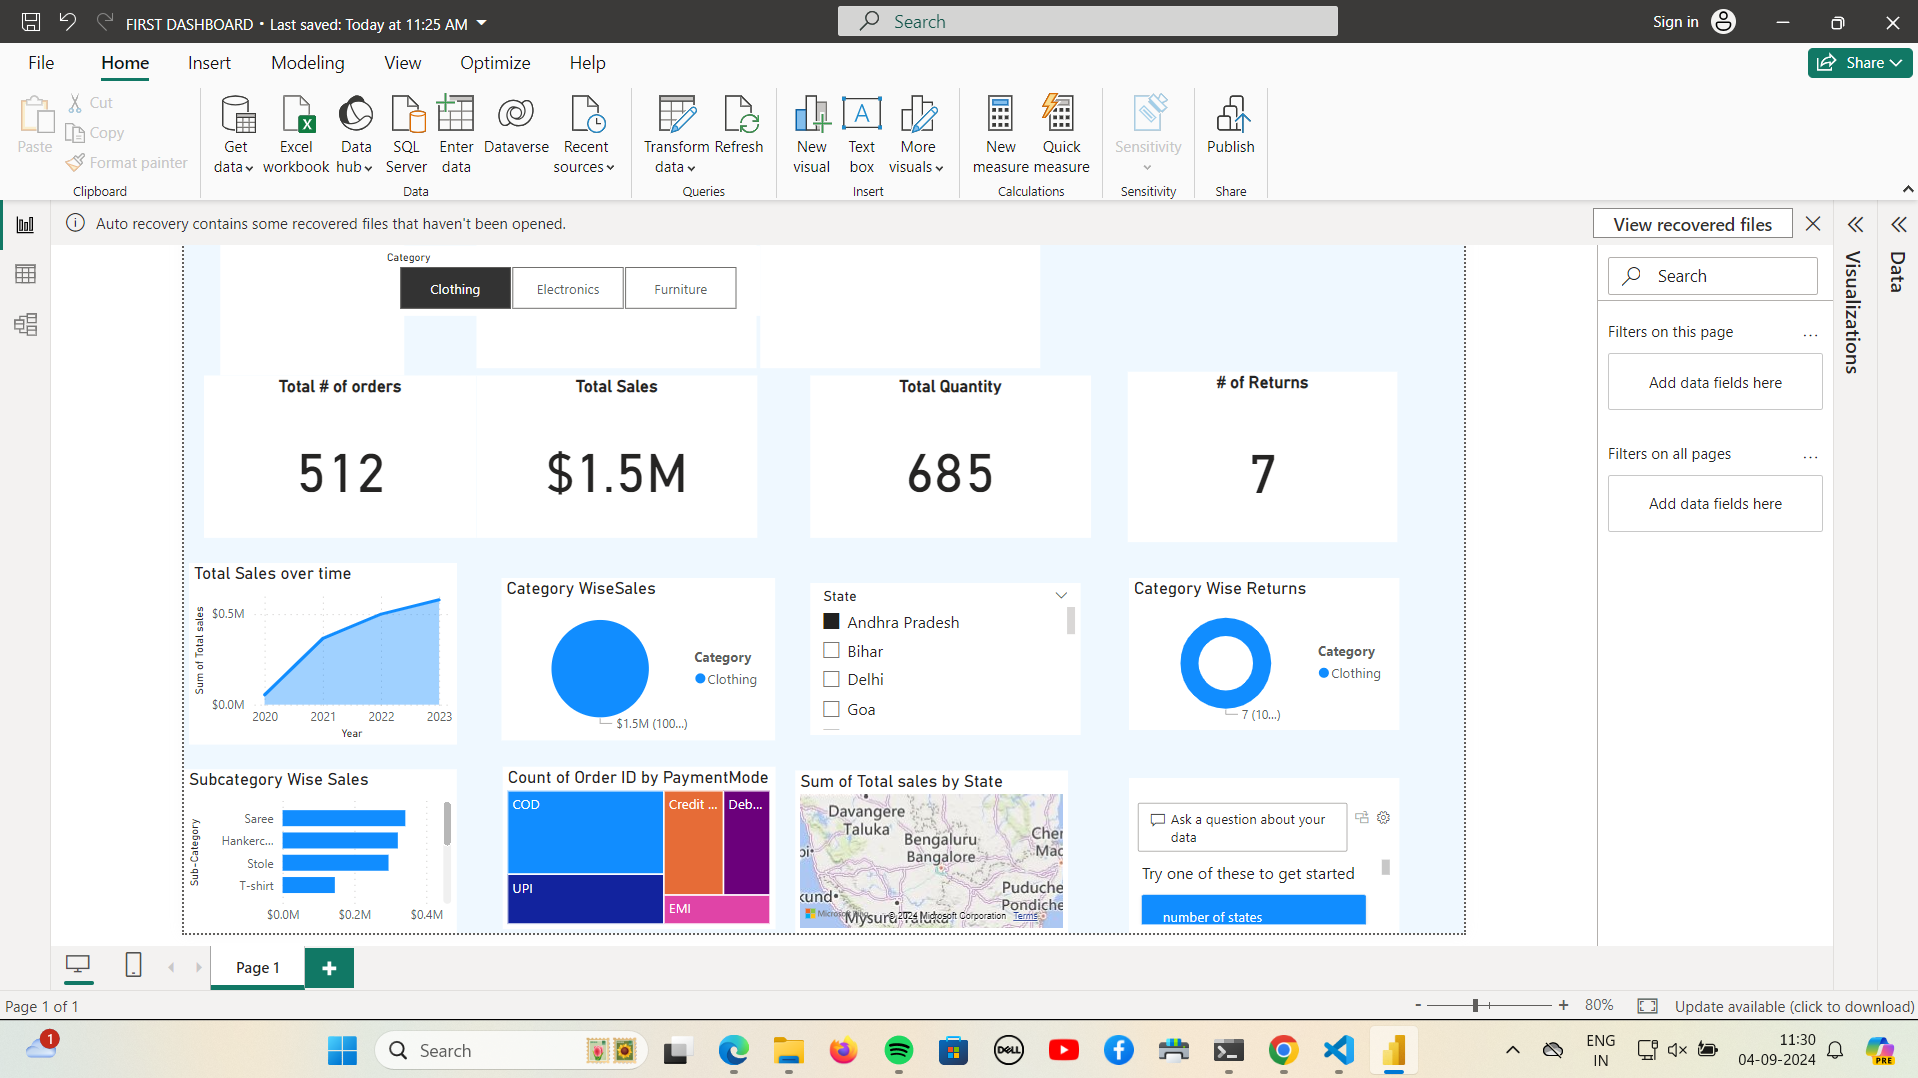 FIRST DASHBOARD • Last saved: Today at 11:25 AM
Search
Sign in
File
Home
Insert
Modeling
View
Optimize
Help
Share
Paste
Cut
Copy
Format painter
Clipboard
Get data
Excel workbook
Data hub
SQL Server
Enter data
Dataverse
Recent sources
Data
Transform data
Refresh
Queries
New visual
Text box
More visuals
Insert
New measure
Quick measure
Calculations
Sensitivity
Sensitivity
Publish
Share
Auto recovery contains some recovered files that haven't been opened.
View recovered files
Category
Clothing
Electronics
Furniture
Total # of orders
512
Total Sales
$1.5M
Total Quantity
685
# of Returns
7
Total Sales over time
Sum of Total sales
$0.5M
$0.0M
2020
2021
2022
2023
Year
Category WiseSales
Category
Clothing
$1.5M (100...)
State
Andhra Pradesh
Bihar
Delhi
Goa
Category Wise Returns
Category
Clothing
7 (10...)
Subcategory Wise Sales
Sub-Category
Saree
Hankerc...
Stole
T-shirt
$0.0M
$0.2M
$0.4M
Count of Order ID by PaymentMode
COD
Credit ...
Deb...
UPI
EMI
Sum of Total sales by State
Davangere
Taluka
Bengaluru
Bangalore
Cher
Mac
Puduche
Pondiche
kund
Mysuru Taluka
© 2024 Microsoft Corporation
Terms
Ask a question about your
data
Try one of these to get started
number of states
Search
Filters on this page
...
Add data fields here
Filters on all pages
...
Add data fields here
Visualizations
Data
Page 1
Page 1 of 1
- + 80%
Update available (click to download)
1
Search
DELL
ENG
IN
11:30
04-09-2024
PRE